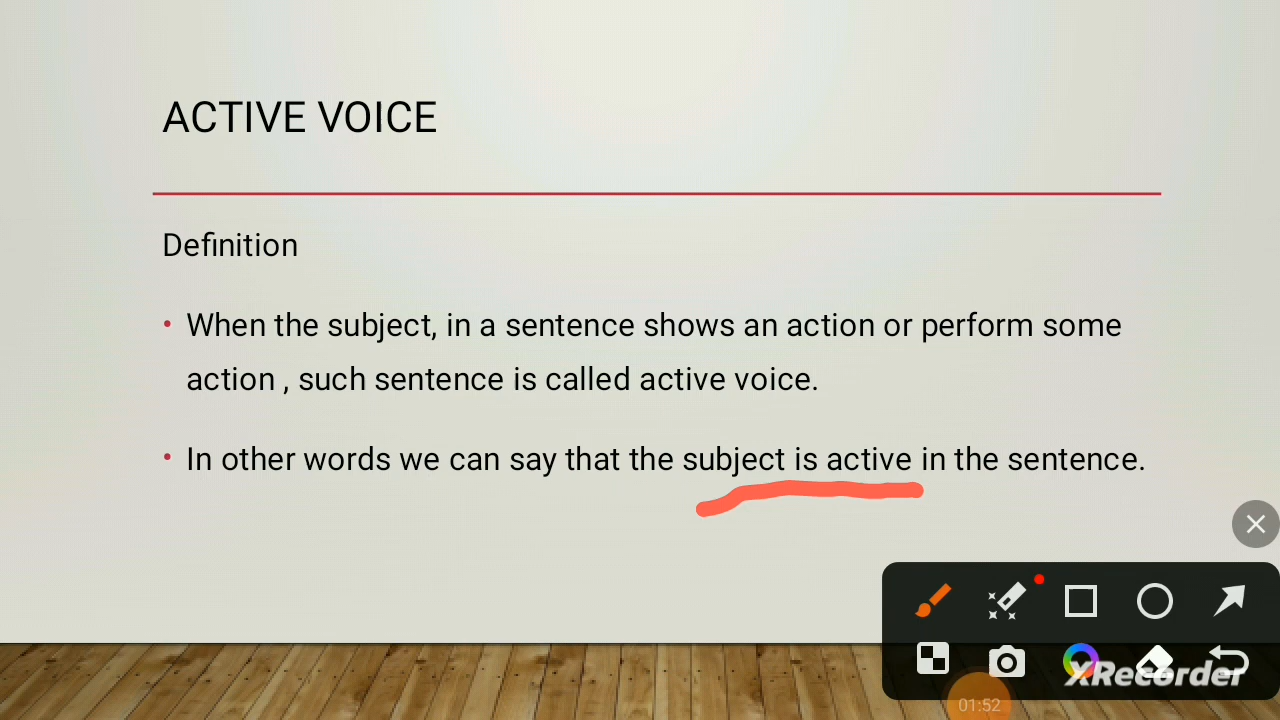 ACTIVE VOICE
Definition
• When the subject, in a sentence shows an action or perform some
action , such sentence is called active voice.
• In other words we can say that the subject is active in the sentence.
XRecorder
01:52